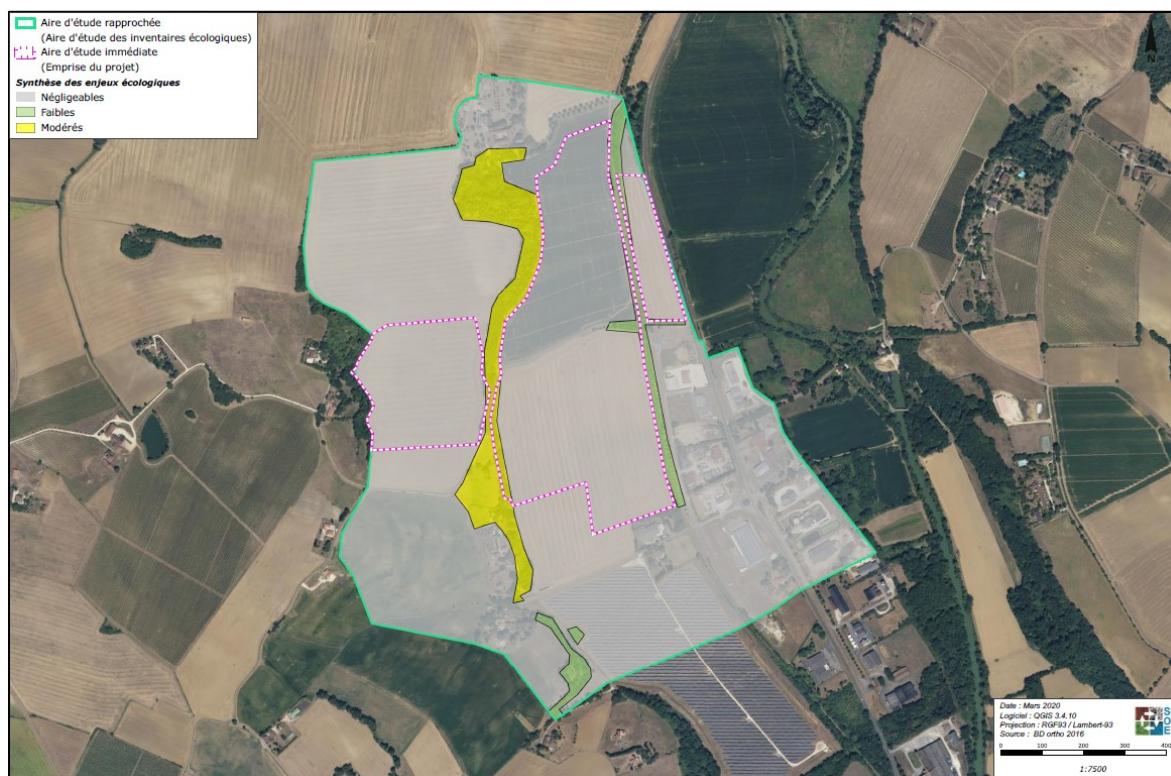 Aire d'étude rapprochée
(Aire d'étude des inventaires écologiques)
Aire d'étude immédiate
(Emprise du projet)
Synthèse des enjeux écologiques
Négligeables
Faibles
Modérés
N
Date : Mars 2020
Logiciel : QGIS 3.4.10
Projection : RGF93 / Lambert-93
Source : BD ortho 2016
0 100 200 300 400
1:7500